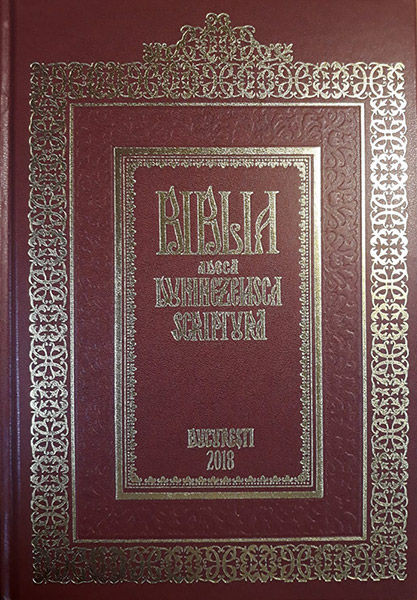 BIBLIA
adecă
DUMNEZEIASCA
SCRIPTURĂ
BUCUREȘTI
2018